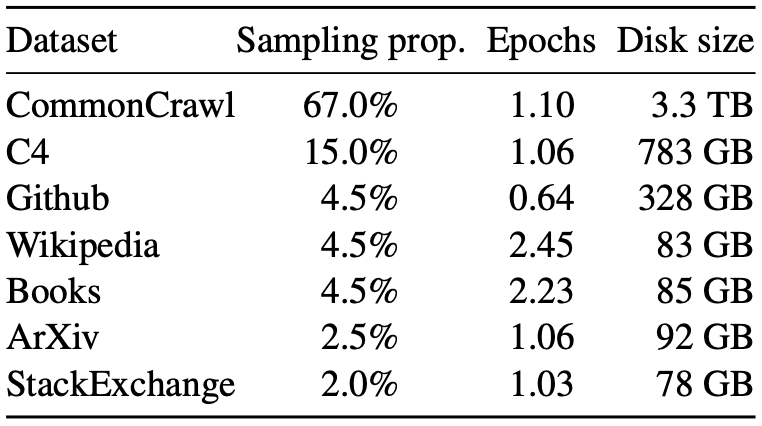 Dataset Sampling prop. Epochs Disk size
CommonCrawl 67.0% 1.10 3.3 TB
C4 15.0% 1.06 783 GB
Github 4.5% 0.64 328 GB
Wikipedia 4.5% 2.45 83 GB
Books 4.5% 2.23 85 GB
ArXiv 2.5% 1.06 92 GB
StackExchange 2.0% 1.03 78 GB